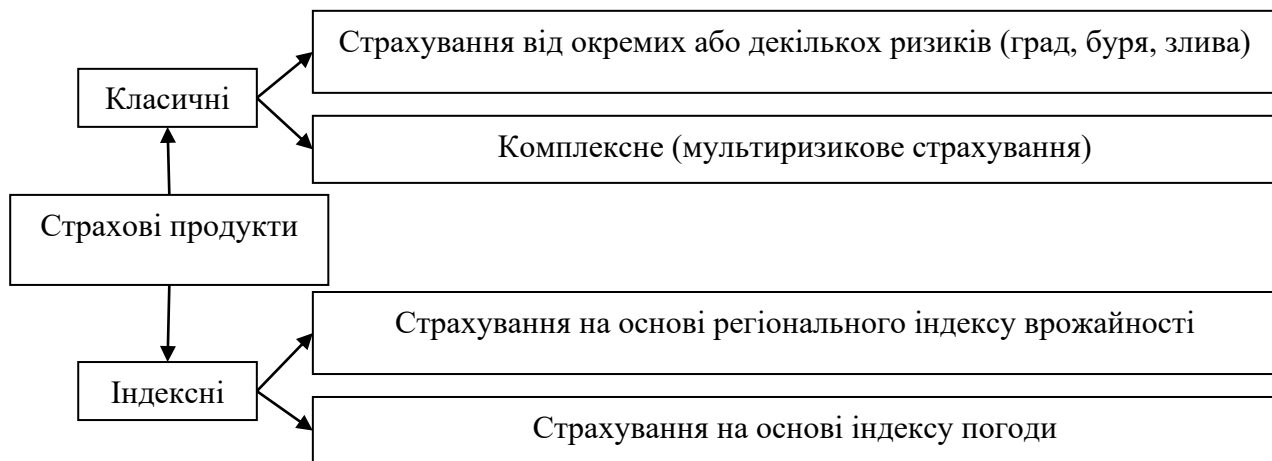 Страхування від окремих або декількох ризиків (град, буря, злива)
Класичні
Комплексне (мультиризикове страхування)
Страхові продукти
Страхування на основі регіонального індексу врожайності
Індексні
Страхування на основі індексу погоди